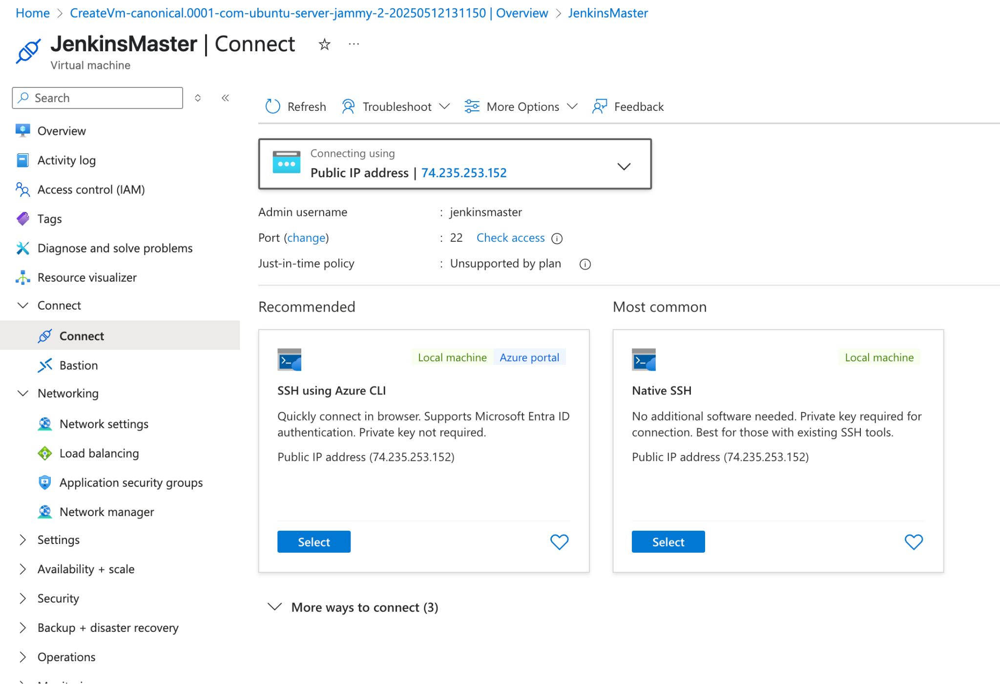 Home > CreateVm-canonical.0001-com-ubuntu-server-jammy-2-20250512131150 | Overview > JenkinsMaster
JenkinsMaster | Connect
Virtual machine
Search
Overview
Activity log
Access control (IAM)
Tags
Diagnose and solve problems
Resource visualizer
Connect
Connect
Bastion
Networking
Network settings
Load balancing
Application security groups
Network manager
Settings
Availability + scale
Security
Backup + disaster recovery
Operations
Refresh Troubleshoot More Options Feedback
Connecting using
Public IP address | 74.235.253.152
Admin username : jenkinsmaster
Port (change) : 22 Check access
Just-in-time policy : Unsupported by plan
Recommended
Local machine Azure portal
SSH using Azure CLI
Quickly connect in browser. Supports Microsoft Entra ID
authentication. Private key not required.
Public IP address (74.235.253.152)
Select
Most common
Local machine
Native SSH
No additional software needed. Private key required for
connection. Best for those with existing SSH tools.
Public IP address (74.235.253.152)
Select
More ways to connect (3)